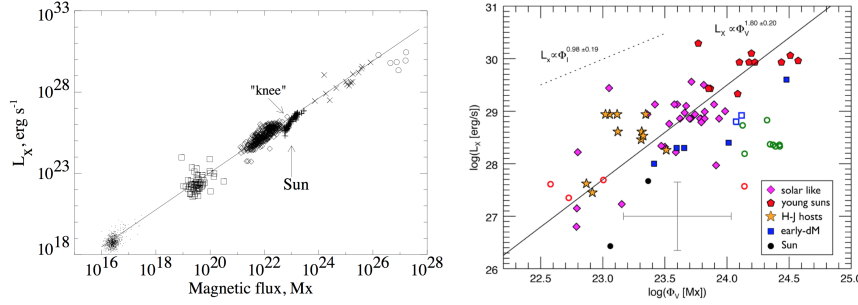 10^33
10^28
10^23
10^18
L_X, erg s^-1
"knee"
Sun
10^16 10^18 10^20 10^22 10^24 10^26 10^28
Magnetic flux, Mx
31
30
29
28
27
26
log(L_x [erg/s])
L_x ∝Φ_I^0.98 ±0.19
L_X ∝Φ_V^1.80 ±0.20
solar like
young suns
H-J hosts
early-dM
Sun
22.5 23.0 23.5 24.0 24.5 25.0
log(Φ_V [Mx])